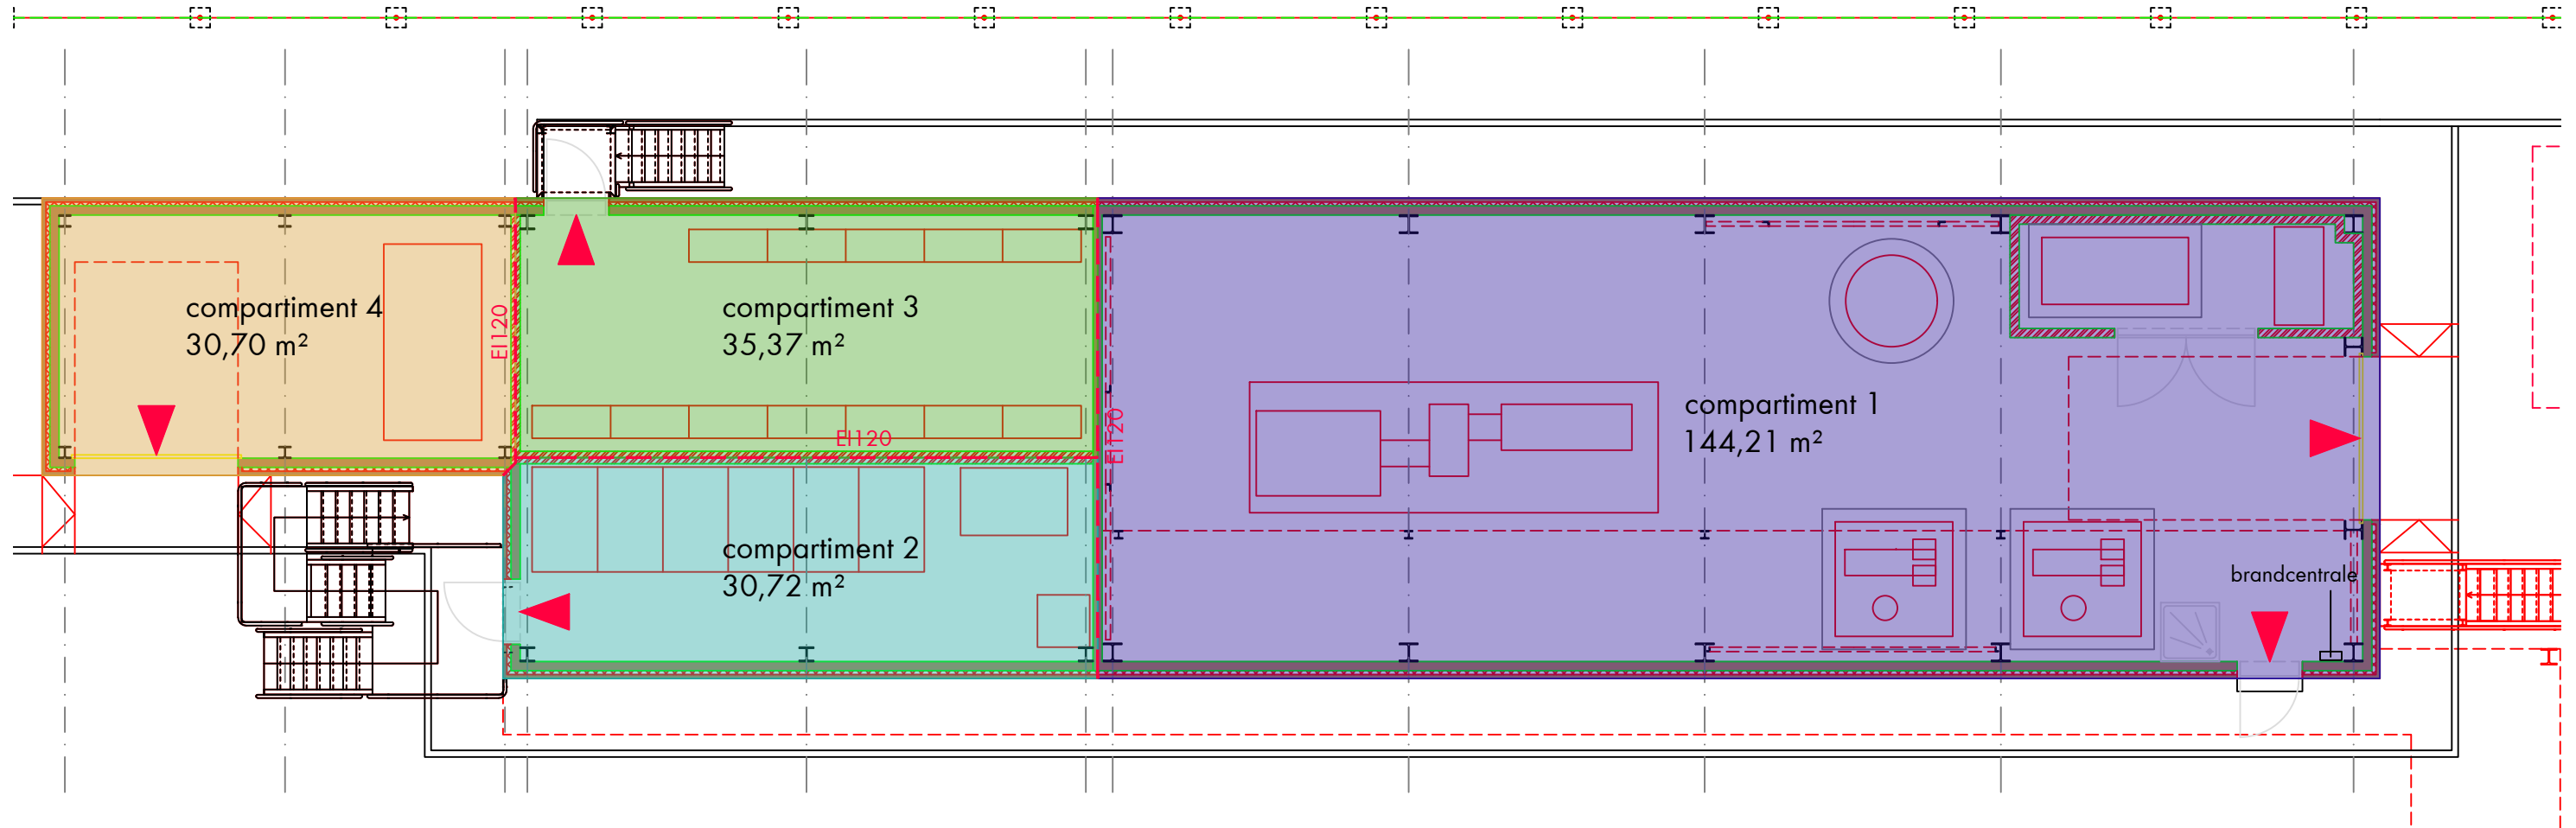 compartiment 4
30,70 m²
EI120
compartiment 3
35,37 m²
EI120
EI120
compartiment 1
144,21 m²
compartiment 2
30,72 m²
brandcentrale